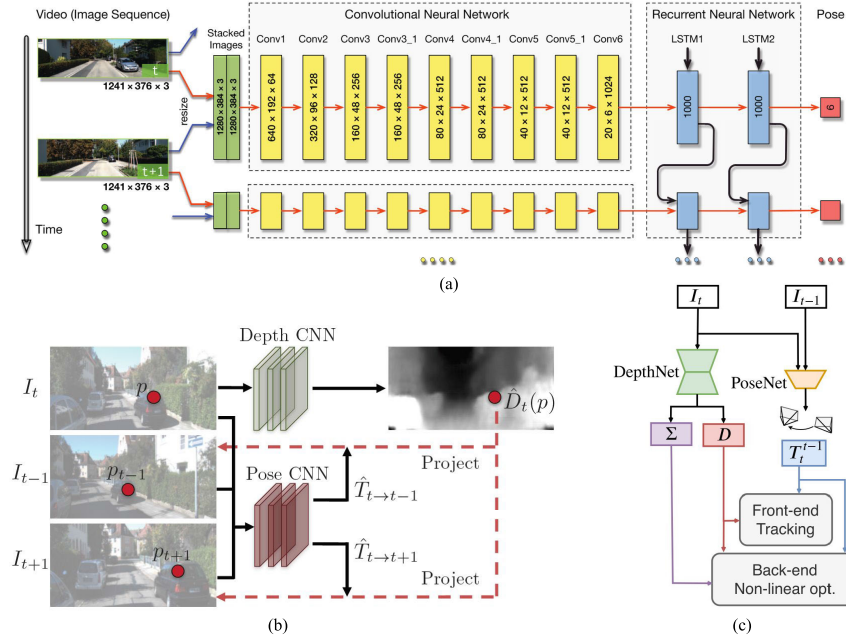 Video (Image Sequence)
Convolutional Neural Network
Recurrent Neural Network
Pose
Stacked
Images
Conv1
Conv2
Conv3
Conv3_1
Conv4
Conv4_1
Conv5
Conv5_1
Conv6
LSTM1
LSTM2
t
1241 × 376 × 3
resize
1280 × 384 × 3
1280 × 384 × 3
640 × 192 × 64
320 × 96 × 128
160 × 48 × 256
160 × 48 × 256
80 × 24 × 512
80 × 24 × 512
40 × 12 × 512
40 × 12 × 512
20 × 6 × 1024
1000
1000
6
t+1
1241 × 376 × 3
Time
(a)
Depth CNN
I_t
p
D̂_t(p)
Project
I_{t−1}
p_{t−1}
Pose CNN
T̂_{t→t−1}
I_{t+1}
p_{t+1}
T̂_{t→t+1}
Project
(b)
I_t
I_{t−1}
DepthNet
PoseNet
Σ
D
T_t^{t−1}
Front-end
Tracking
Back-end
Non-linear opt.
(c)